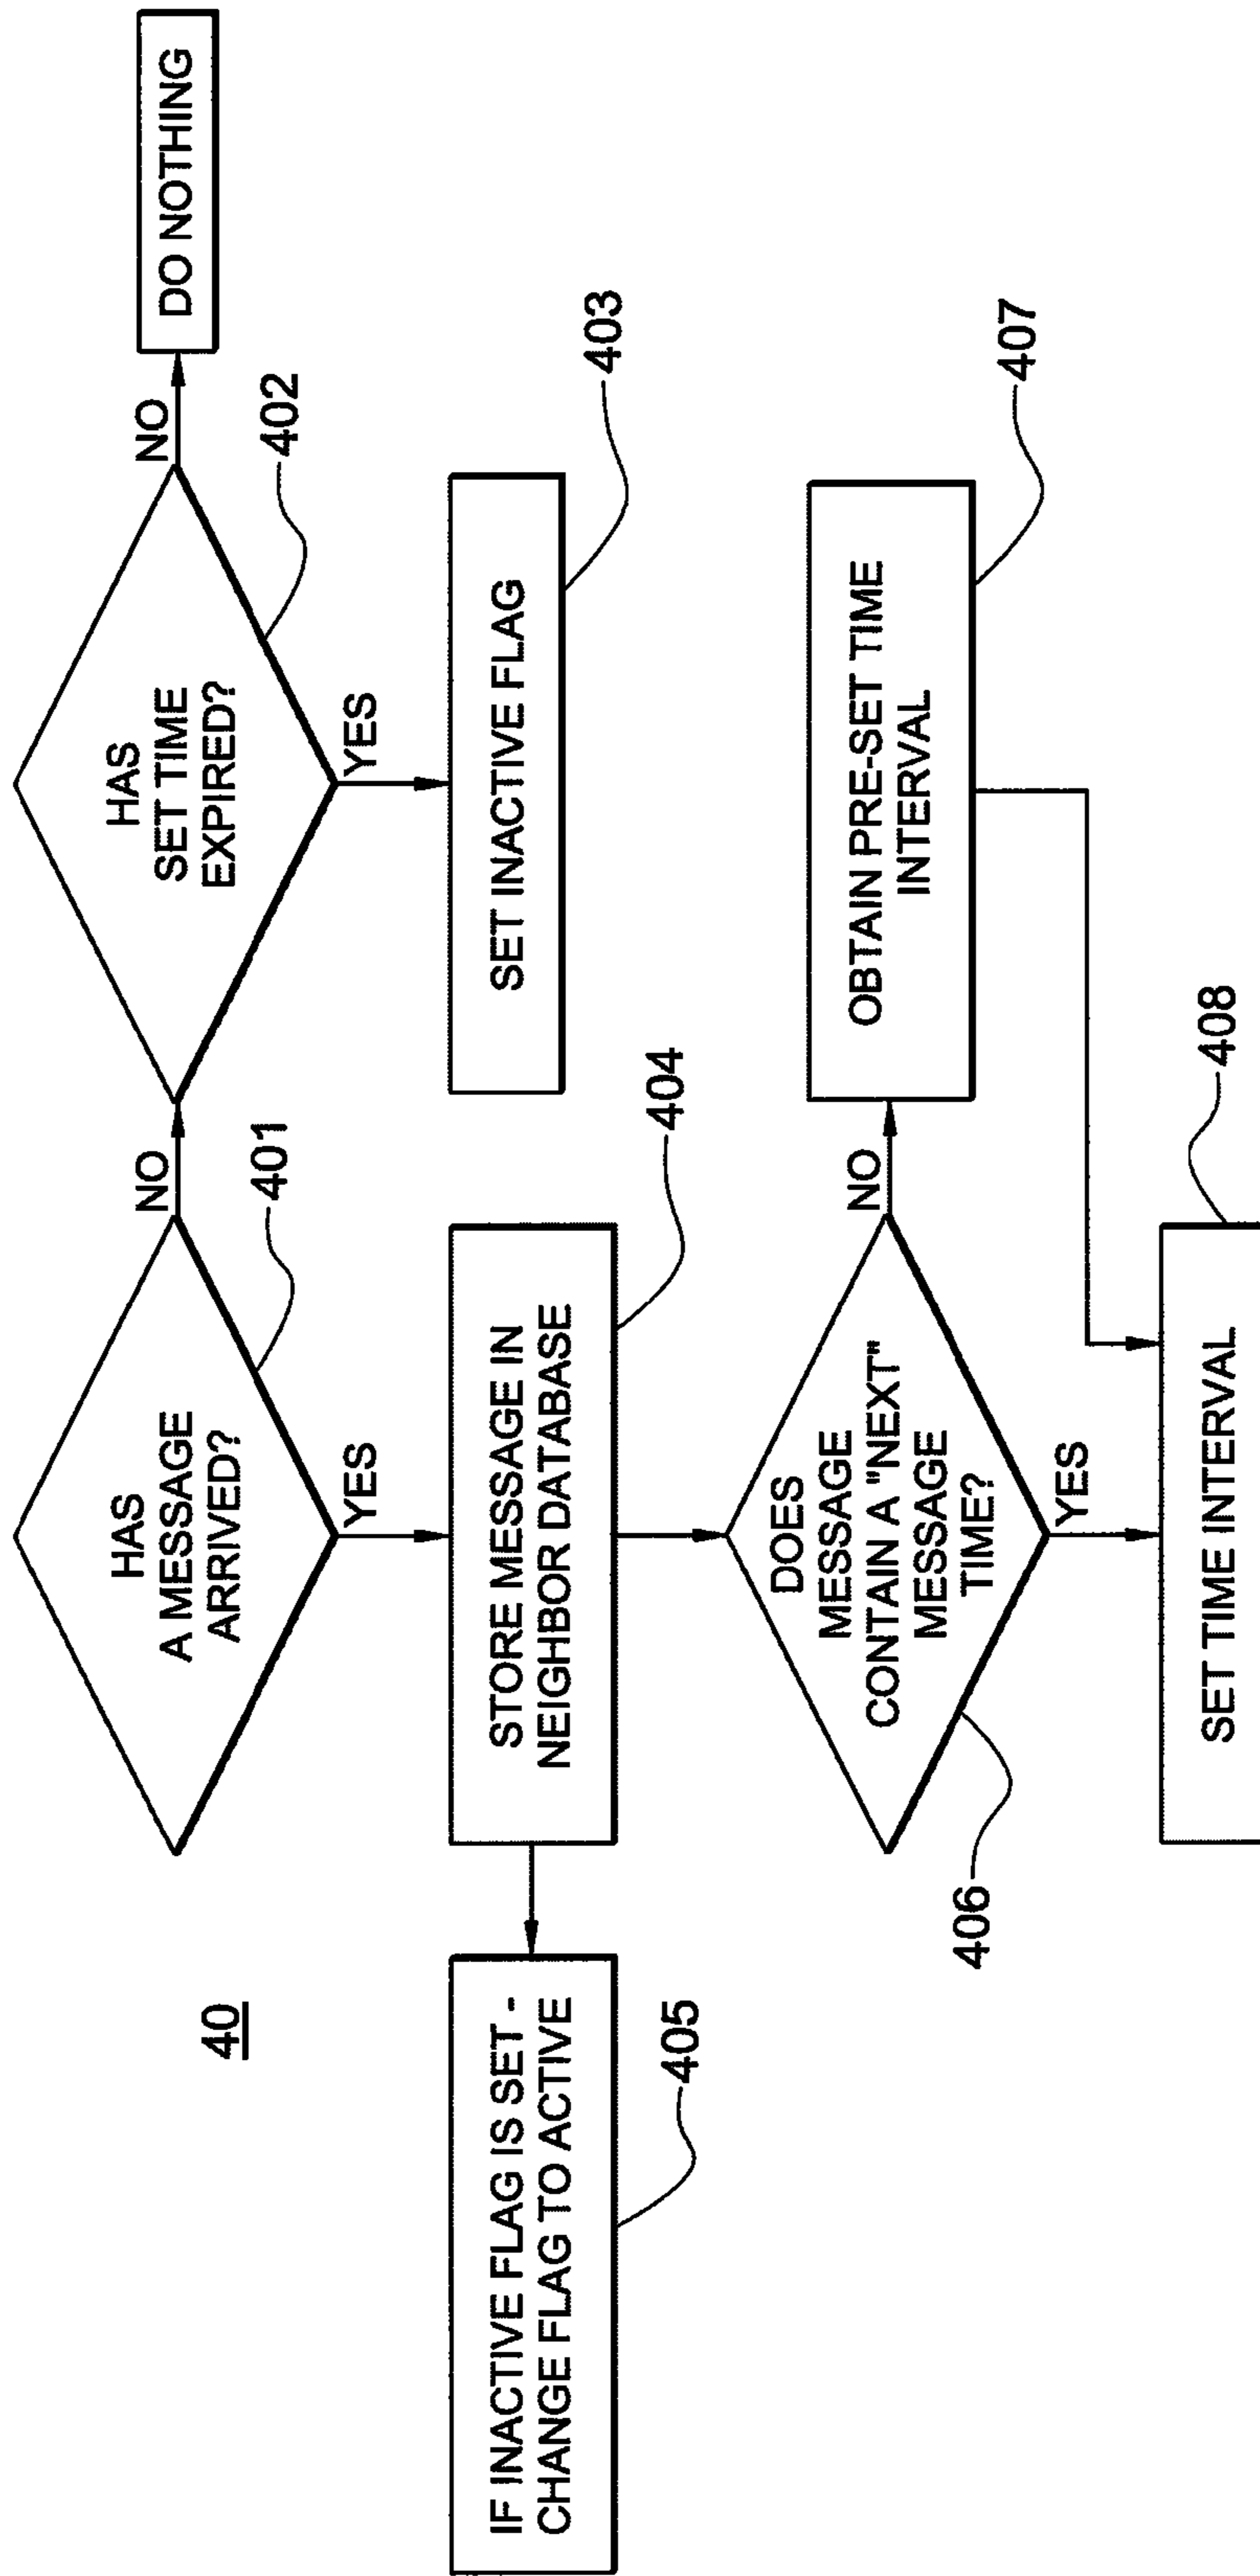 40
HAS
A MESSAGE
ARRIVED?
401
NO
YES
HAS
SET TIME
EXPIRED?
402
NO
YES
DO NOTHING
SET INACTIVE FLAG
403
STORE MESSAGE IN
NEIGHBOR DATABASE
404
IF INACTIVE FLAG IS SET -
CHANGE FLAG TO ACTIVE
405
DOES
MESSAGE
CONTAIN A "NEXT"
MESSAGE
TIME?
406
NO
YES
OBTAIN PRE-SET TIME
INTERVAL
407
SET TIME INTERVAL
408